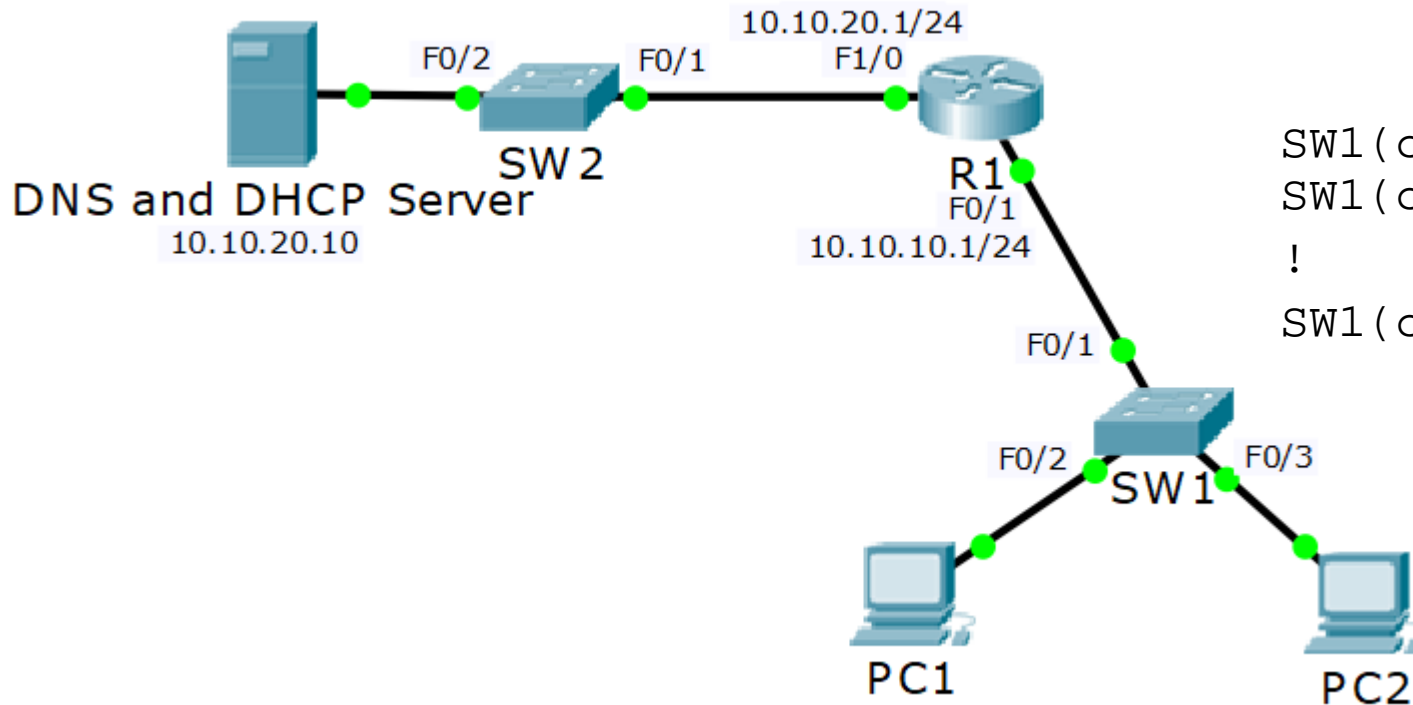 10.10.20.1/24
F0/2
F0/1
F1/0
SW2
R1
DNS and DHCP Server
10.10.20.10
F0/1
10.10.10.1/24
SW1(
SW1(
!
SW1(
F0/1
F0/2
F0/3
SW1
PC1
PC2